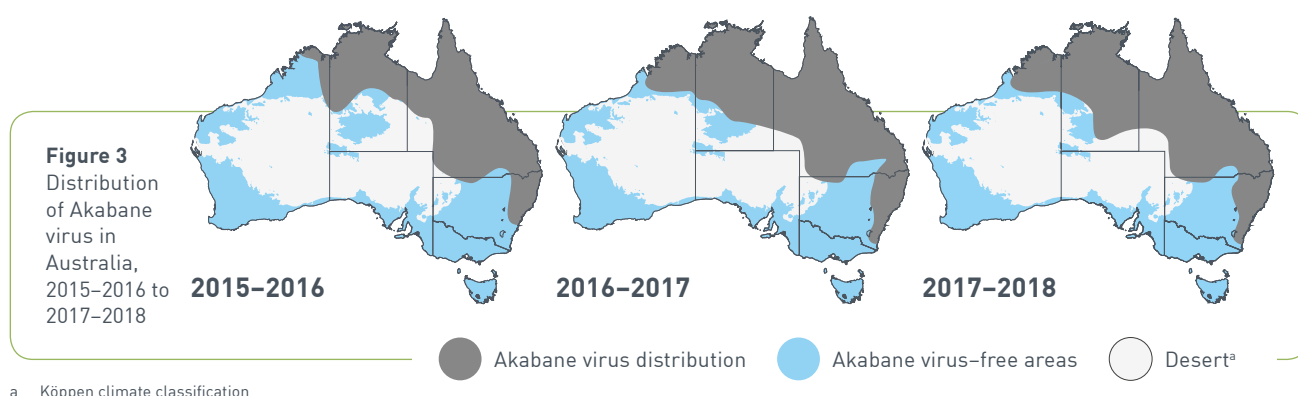 Figure 3
Distribution
of Akabane
virus in
Australia,
2015–2016 to
2017–2018
2015–2016
2016–2017
2017–2018
Akabane virus distribution
Akabane virus–free areas
Desertᵃ
a Köppen climate classification